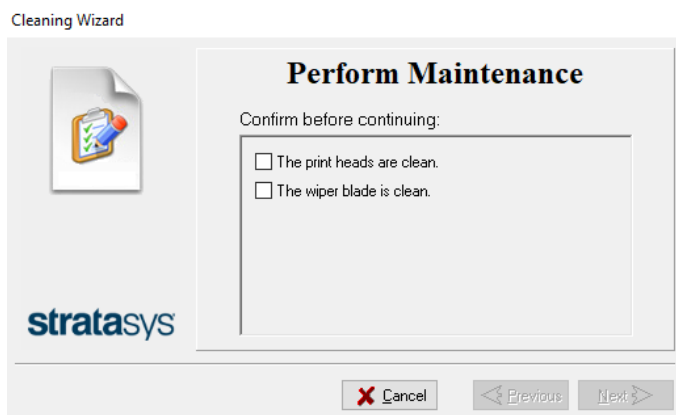 Cleaning Wizard
Perform Maintenance
Confirm before continuing:
The print heads are clean.
The wiper blade is clean.
stratasys
Cancel
Previous
Next